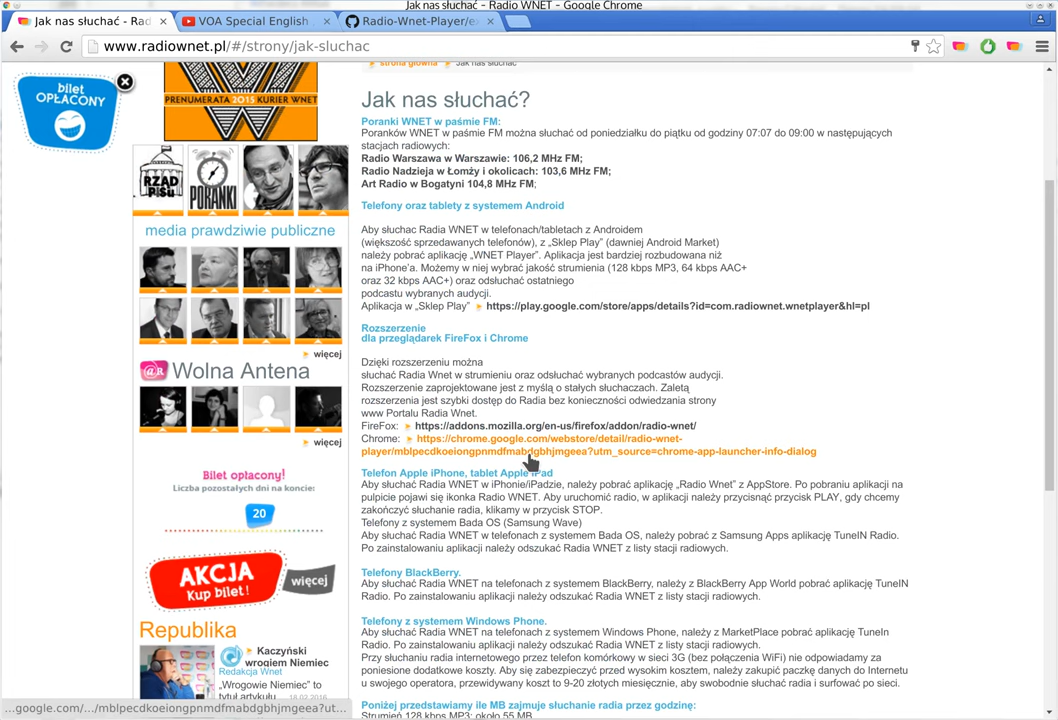 Jak nas słuchać - Radio WNET - Google Chrome
Jak nas słuchać? - Rad
VOA Special English
Radio-Wnet-Player/e
www.radiownet.pl/#/strony/jak-sluchac
strona główna Jak nas słuchać
bilet
OPŁACONY
PRENUMERATA 2015 KURIER WNET
RZĄD
PiSu
PORANKI
media prawdziwie publiczne
więcej
@R Wolna Antena
więcej
Bilet opłacony!
Liczba pozostałych dni na koncie:
20
AKCJA
Kup bilet!
więcej
Republika
Kaczyński
wrogiem Niemiec
Redakcja Wnet
„Wrogowie Niemiec” to
tytuł artykułu 16.02.2016
Jak nas słuchać?
Poranki WNET w paśmie FM:
Poranków WNET w paśmie FM można słuchać od poniedziałku do piątku od godziny 07:07 do 09:00 w następujących
stacjach radiowych:
Radio Warszawa w Warszawie: 106,2 MHz FM;
Radio Nadzieja w Łomży i okolicach: 103,6 MHz FM;
Art Radio w Bogatyni 104,8 MHz FM;
Telefony oraz tablety z systemem Android
Aby słuchac Radia WNET w telefonach/tabletach z Androidem
(większość sprzedawanych telefonów), z „Sklep Play” (dawniej Android Market)
należy pobrać aplikację „WNET Player”. Aplikacja jest bardziej rozbudowana niż
na iPhone'a. Możemy w niej wybrać jakość strumienia (128 kbps MP3, 64 kbps AAC+
oraz 32 kbps AAC+) oraz odsłuchać ostatniego
podcastu wybranych audycji.
Aplikacja w „Sklep Play” https://play.google.com/store/apps/details?id=com.radiownet.wnetplayer&hl=pl
Rozszerzenie
dla przeglądarek FireFox i Chrome
Dzięki rozszerzeniu można
słuchać Radia Wnet w strumieniu oraz odsłuchać wybranych podcastów audycji.
Rozszerzenie zaprojektowane jest z myślą o stałych słuchaczach. Zaletą
rozszerzenia jest szybki dostęp do Radia bez konieczności odwiedzania strony
www Portalu Radia Wnet.
FireFox: https://addons.mozilla.org/en-us/firefox/addon/radio-wnet/
Chrome: https://chrome.google.com/webstore/detail/radio-wnet-
player/mblpecdkoeiongpnmdfmabdgbhjmgeea?utm_source=chrome-app-launcher-info-dialog
Telefon Apple iPhone, tablet Apple iPad
Aby słuchać Radia WNET w iPhonie/iPadzie, należy pobrać aplikację „Radio Wnet” z AppStore. Po pobraniu aplikacji na
pulpicie pojawi się ikonka Radio WNET. Aby uruchomić radio, w aplikacji należy przycisnąć przycisk PLAY, gdy chcemy
zakończyć słuchanie radia, klikamy w przycisk STOP.
Telefony z systemem Bada OS (Samsung Wave)
Aby słuchać Radia WNET w telefonach z systemem Bada OS, należy pobrać z Samsung Apps aplikację TuneIN Radio.
Po zainstalowaniu aplikacji należy odszukać Radia WNET z listy stacji radiowych.
Telefony BlackBerry.
Aby słuchać Radia WNET na telefonach z systemem BlackBerry, należy z BlackBerry App World pobrać aplikację TuneIN
Radio. Po zainstalowaniu aplikacji należy odszukać Radia WNET z listy stacji radiowych.
Telefony z systemem Windows Phone.
Aby słuchać Radia WNET na telefonach z systemem Windows Phone, należy z MarketPlace pobrać aplikację TuneIn
Radio. Po zainstalowaniu aplikacji należy odszukać Radia WNET z listy stacji radiowych.
Przy słuchaniu radia internetowego przez telefon komórkowy w sieci 3G (bez połączenia WiFi) nie odpowiadamy za
poniesione dodatkowe koszty. Aby się zabezpieczyć przed wysokim kosztem, należy zakupić paczkę danych do Internetu
u swojego operatora, przewidywany koszt to 9-20 złotych miesięcznie, aby swobodnie słuchać radia i surfować po sieci.
Poniżej przedstawiamy ile MB zajmuje słuchanie radia przez godzinę:
Strumień 128 kbps MP3: około 55 MB
...google.com/.../mblpecdkoeiongpnmdfmabdgbhjmgeea?ut...